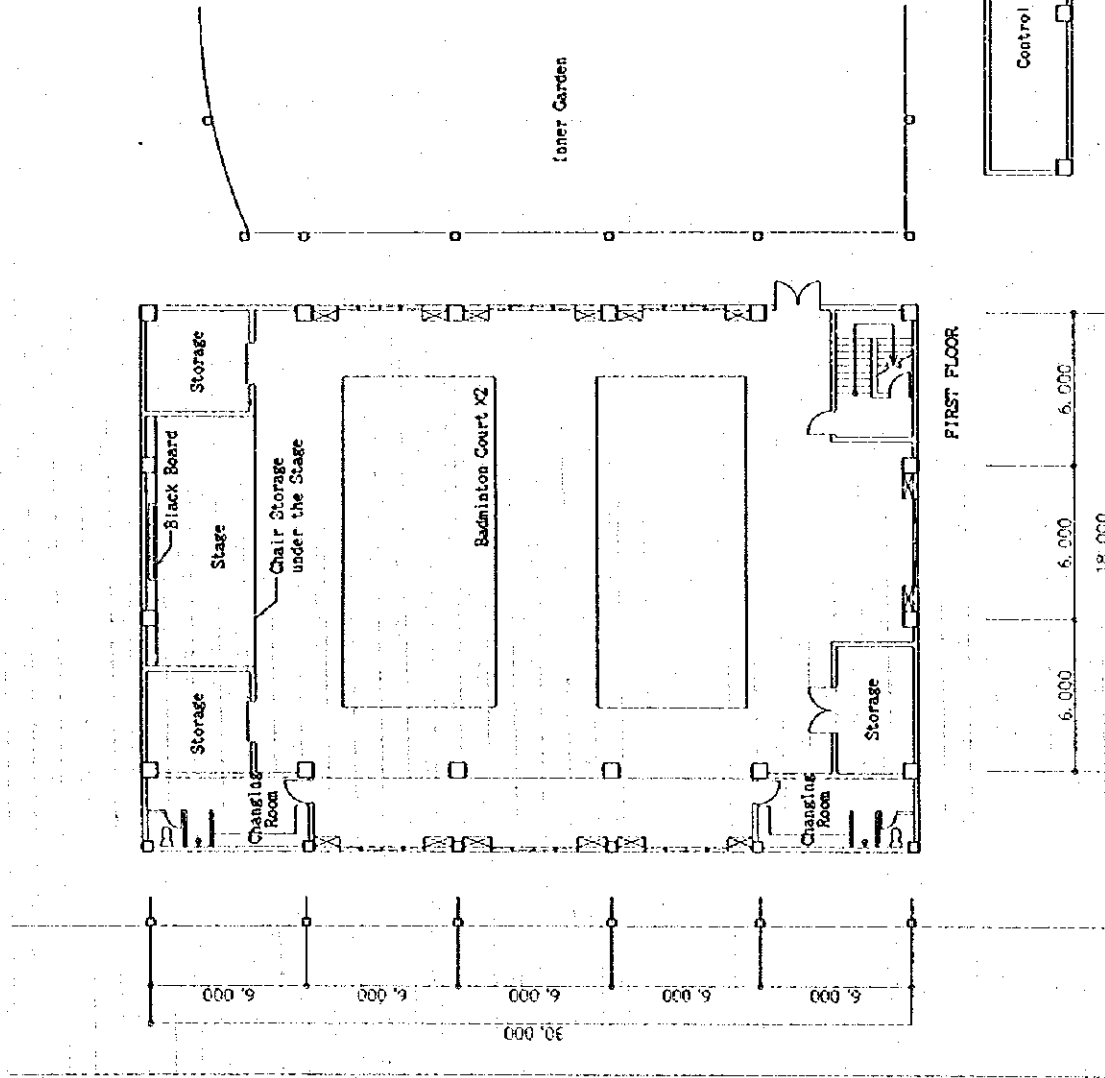 Control
Inner Garden
Storage
Black Board
Stage
Chair Storage
under the Stage
Storage
Badminton Court X2
Changing
Room
Storage
Changing
Room
FIRST FLOOR
6.000
6.000
6.000
18.000
6.000
6.000
6.000
6.000
6.000
30.000